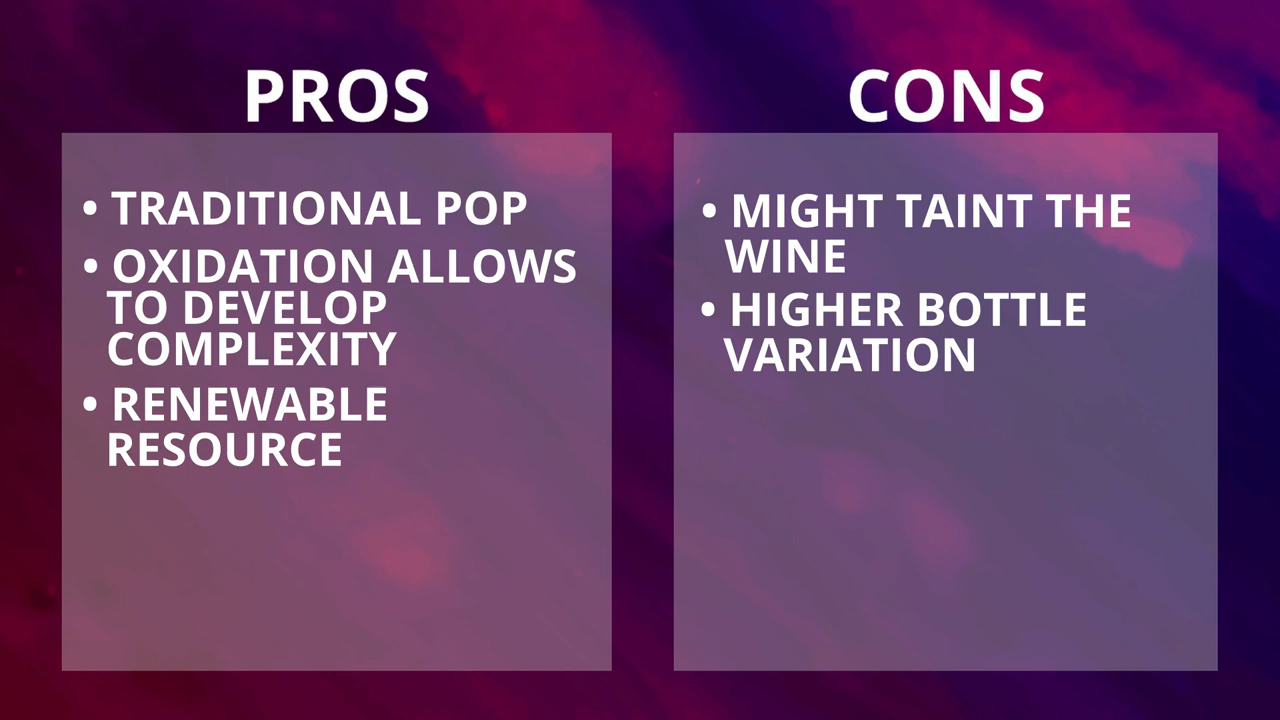 PROS
• TRADITIONAL POP
• OXIDATION ALLOWS
TO DEVELOP
COMPLEXITY
• RENEWABLE
RESOURCE
CONS
• MIGHT TAINT THE
WINE
• HIGHER BOTTLE
VARIATION